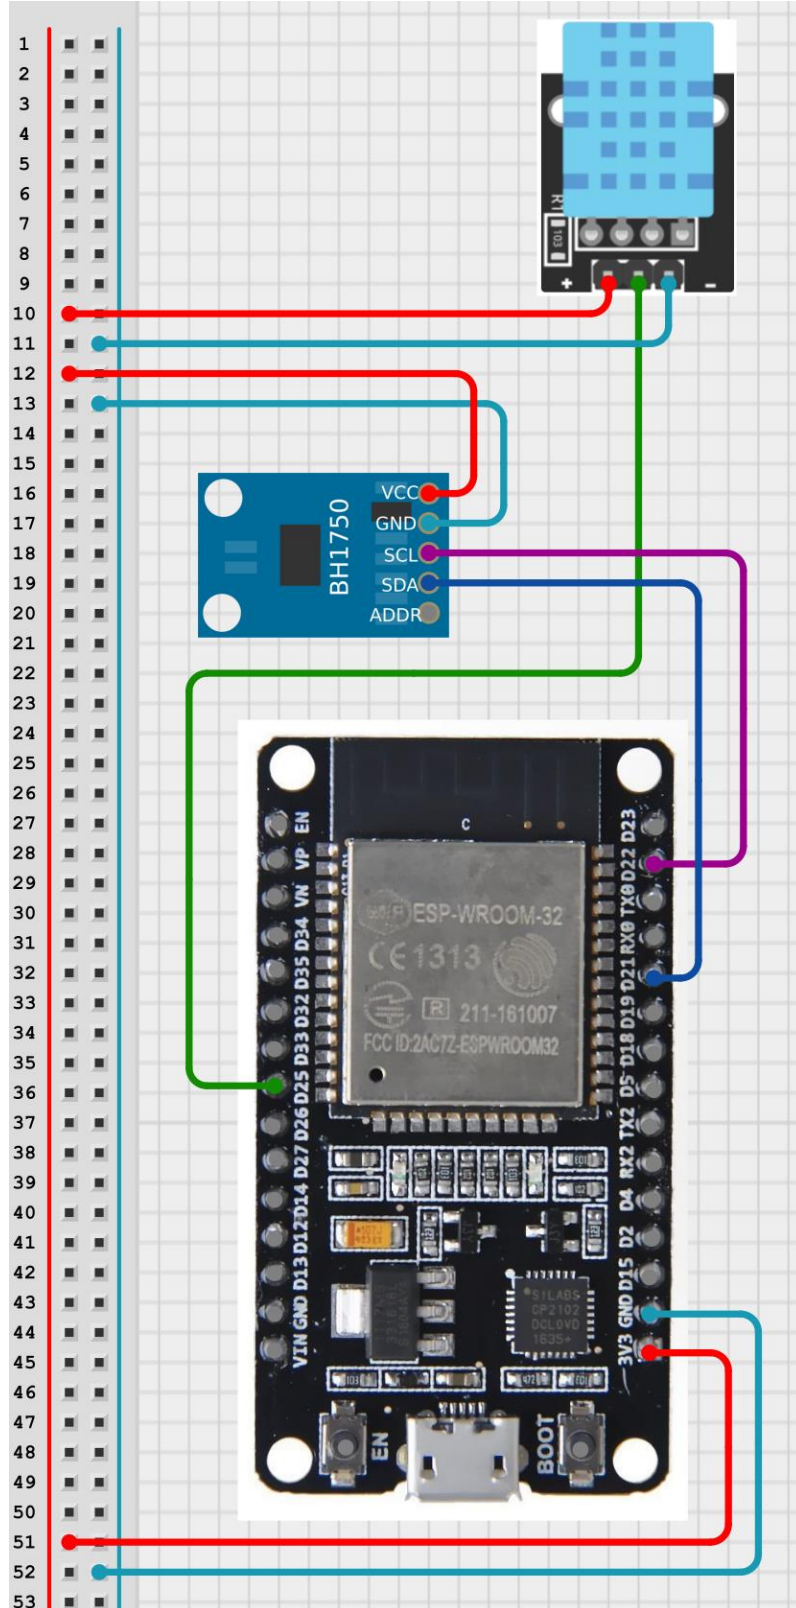 1
2
3
4
5
6
7
8
9
10
11
12
13
14
15
16
17
18
19
20
21
22
23
24
25
26
27
28
29
30
31
32
33
34
35
36
37
38
39
40
41
42
43
44
45
46
47
48
49
50
51
52
53
R1
103
+
-
BH1750
VCC
GND
SCL
SDA
ADDR
EN
VP
VN
D34
D35
D32
D33
D25
D26
D27
D14
D12
D13
GND
VIN
C
ESP-WROOM-32
CE1313
R 211-161007
FCC ID:2AC7Z-ESPWROOM32
D23
D22
TX0
RX0
D21
D19
D18
D5
TX2
RX2
D4
D2
D15
GND
3V3
SILABS
CP2102
DCL0VD
1635+
103
472
EN
BOOT